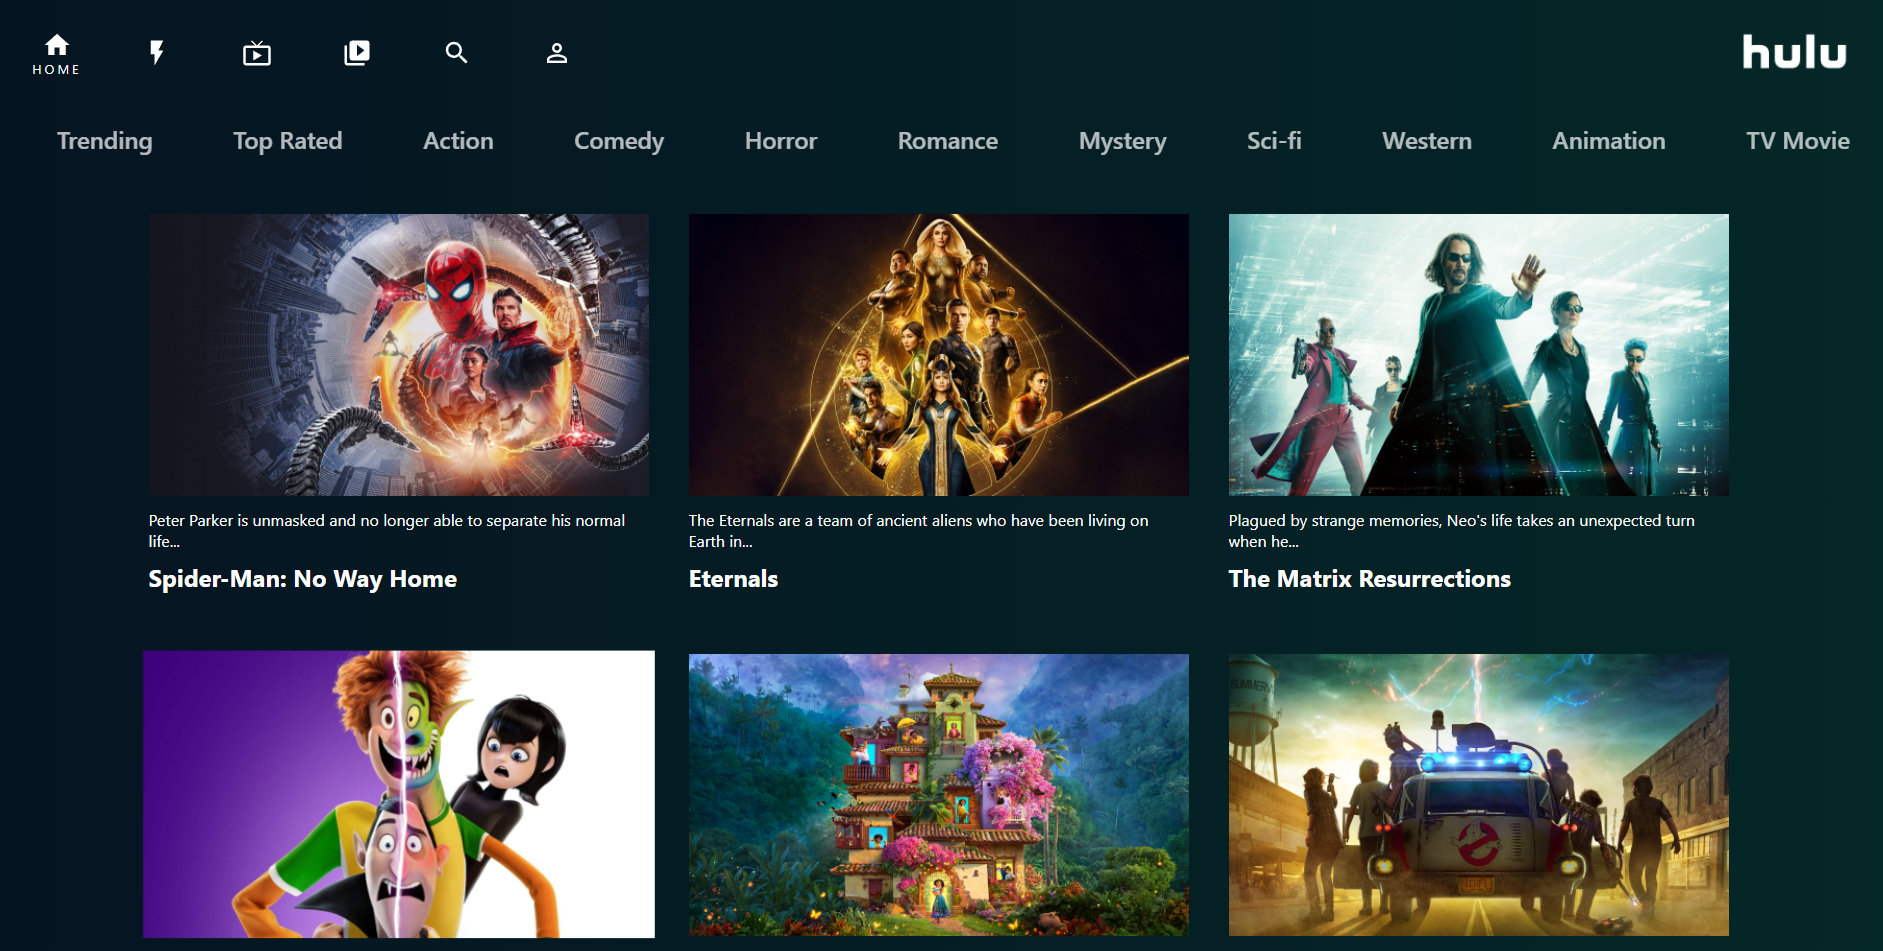 HOME
hulu
Trending
Top Rated
Action
Comedy
Horror
Romance
Mystery
Sci-fi
Western
Animation
TV Movie
Peter Parker is unmasked and no longer able to separate his normal
life...
Spider-Man: No Way Home
The Eternals are a team of ancient aliens who have been living on
Earth in...
Eternals
Plagued by strange memories, Neo's life takes an unexpected turn
when he...
The Matrix Resurrections